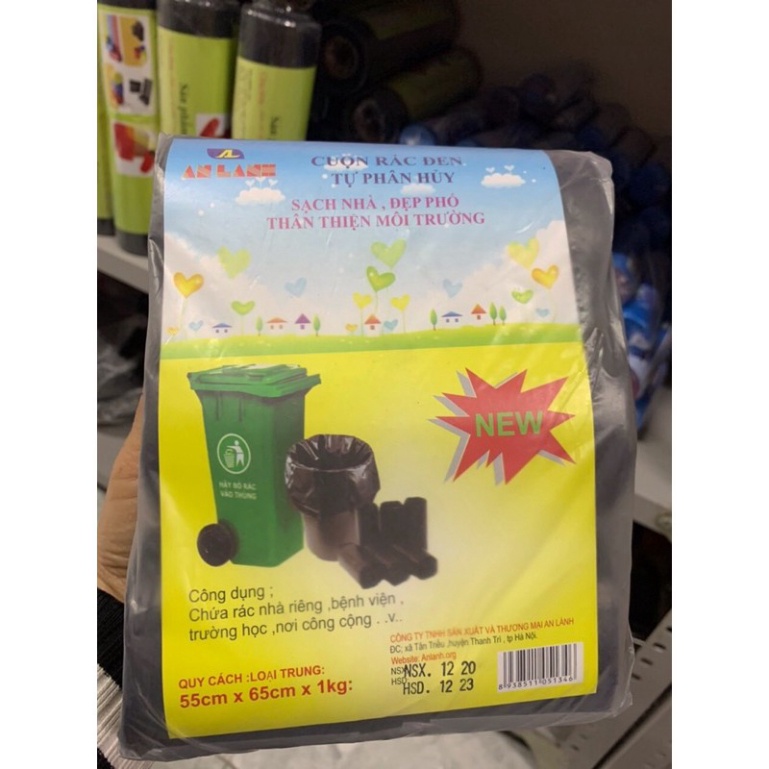 AN LANH
CUỘN RÁC ĐEN
TỰ PHÂN HỦY
SẠCH NHÀ , ĐẸP PHỐ
THÂN THIỆN MÔI TRƯỜNG
NEW
HÃY BỎ RÁC
VÀO THÙNG
Công dụng ;
Chứa rác nhà riêng ,bệnh viện ,
trường học ,nơi công cộng . .v..
QUY CÁCH :LOẠI TRUNG:
55cm x 65cm x 1kg:
CÔNG TY TNHH SẢN XUẤT VÀ THƯƠNG MẠI AN LÀNH
ĐC; xã Tân Triều ,huyện Thanh Trì , tp Hà Nội.
Website: Anlanh.org
NSX
NSX. 12 20
HSD
HSD. 12 23
8938511051346